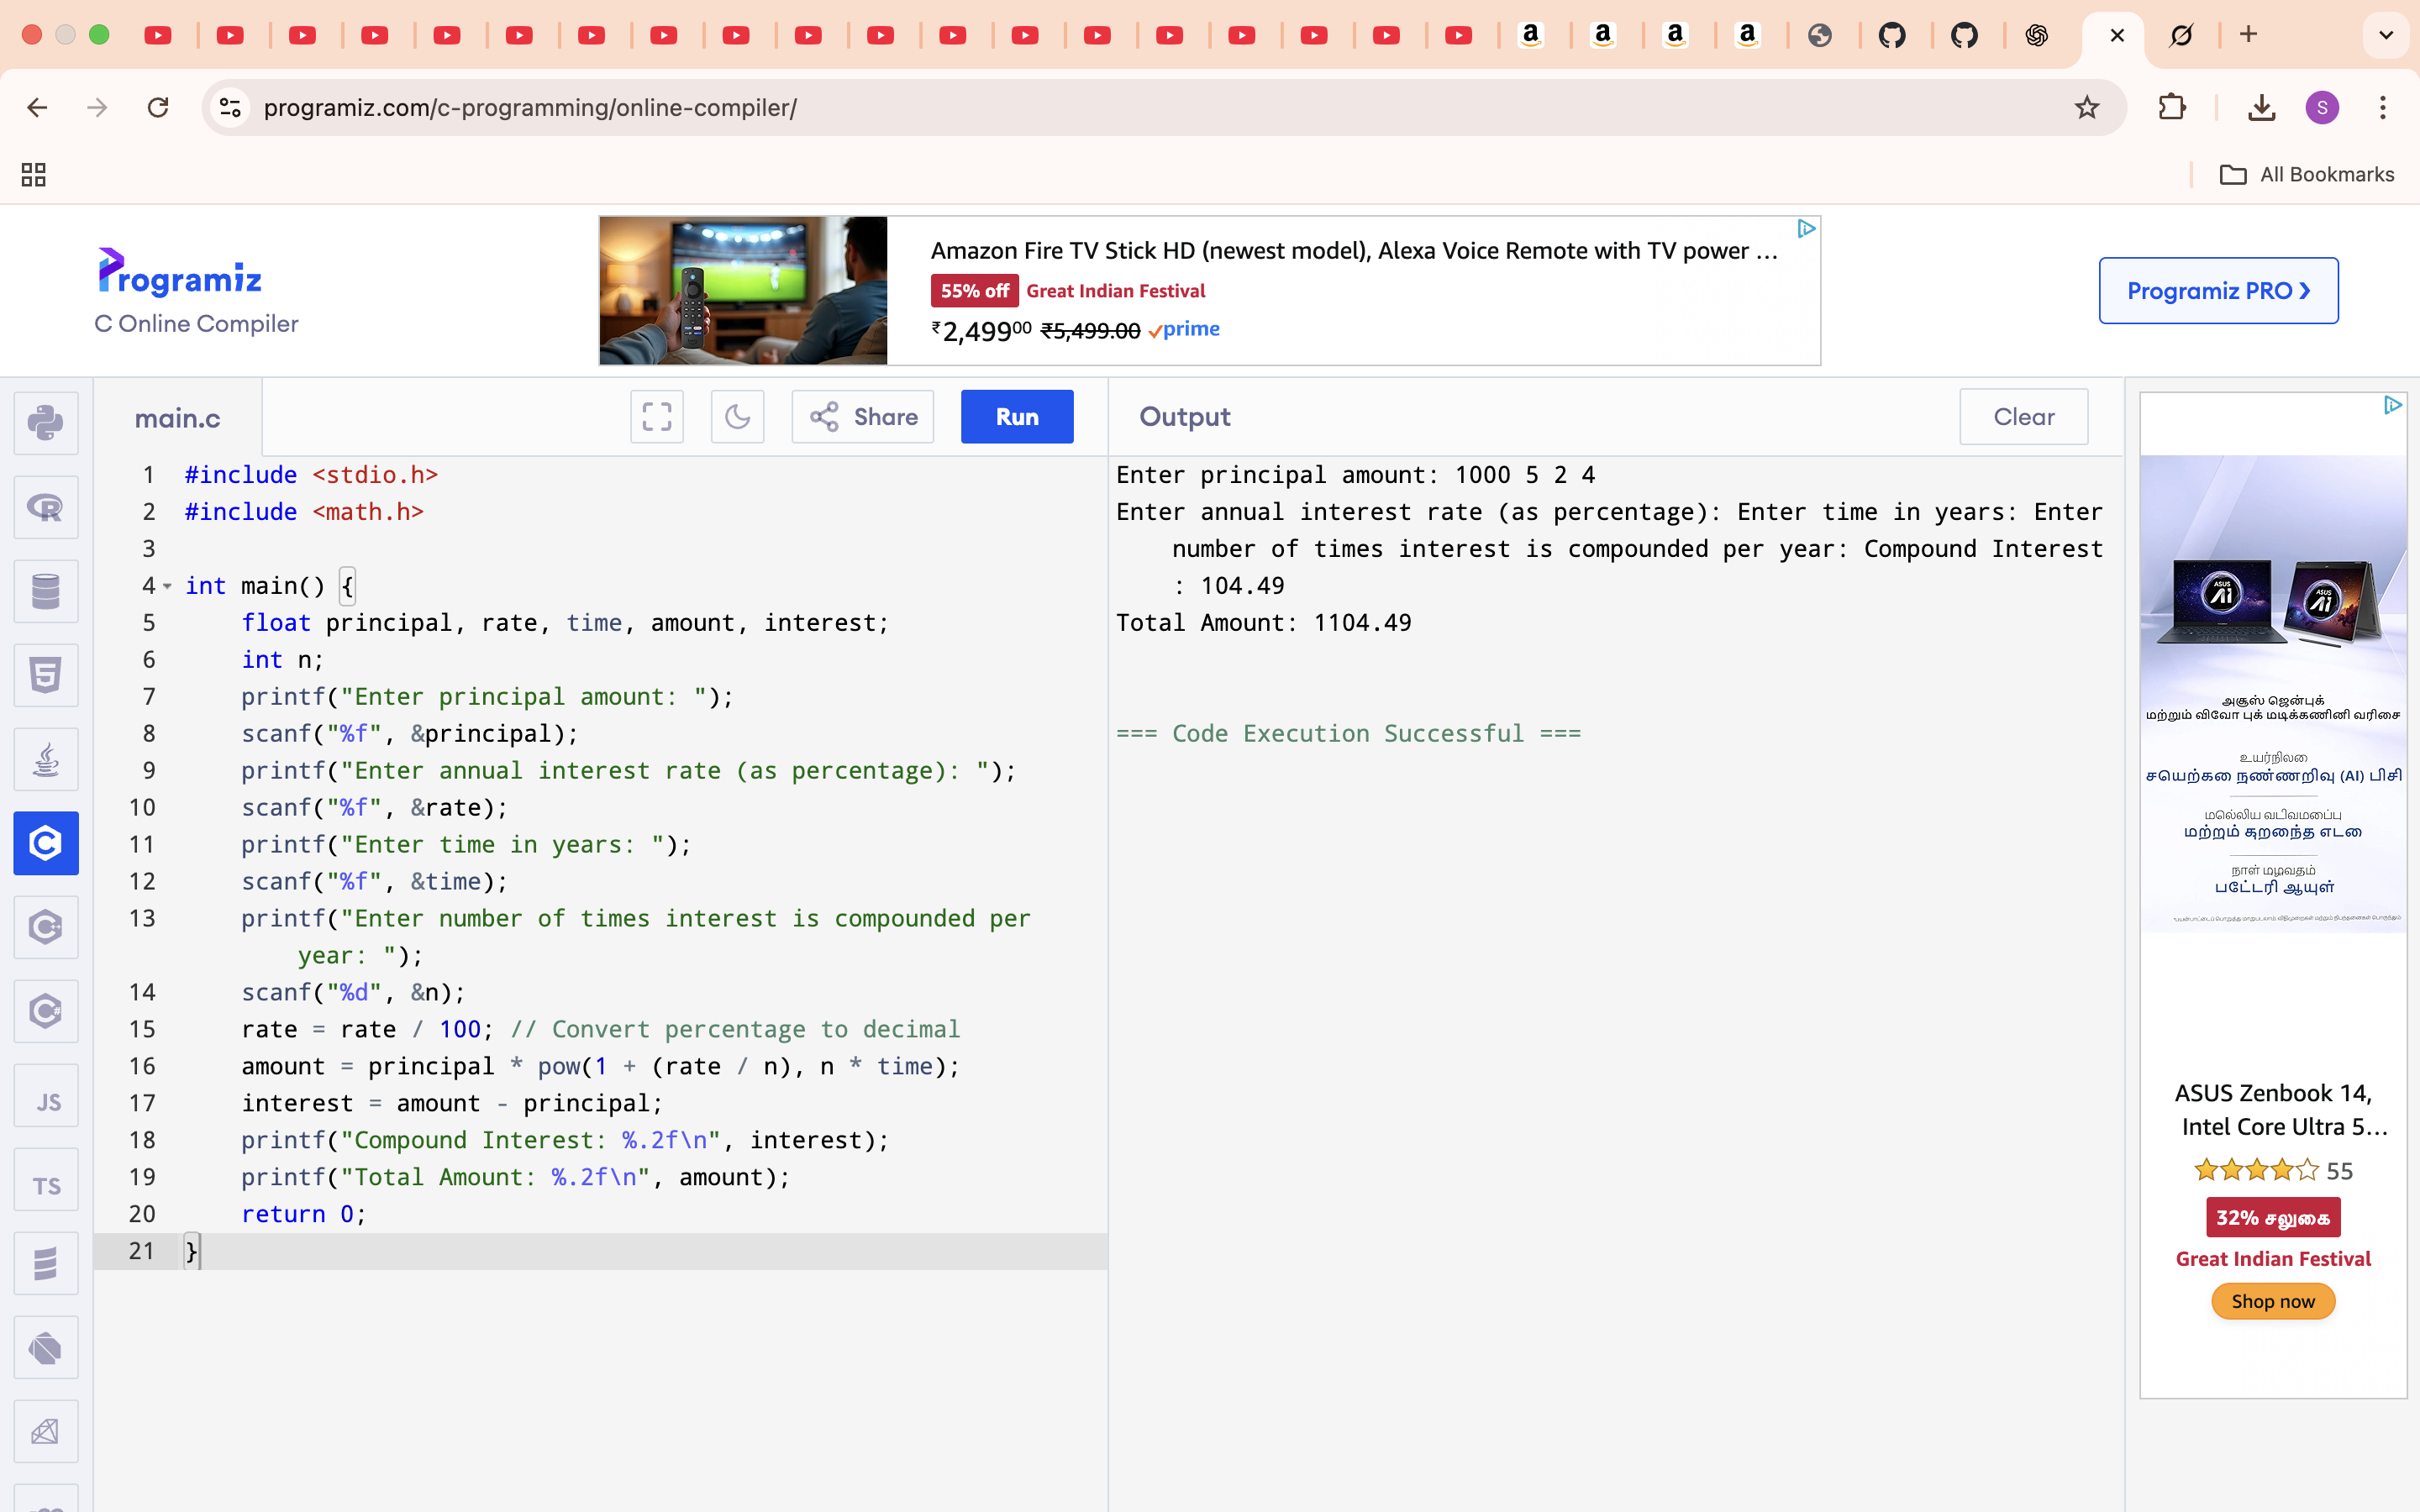 programiz.com/c-programming/online-compiler/
S
All Bookmarks
Programiz
C Online Compiler
Amazon Fire TV Stick HD (newest model), Alexa Voice Remote with TV power ...
55% off Great Indian Festival
₹2,499⁰⁰ ₹5,499.00 prime
Programiz PRO ❯
main.c
Share
Run
Output
Clear
1 #include <stdio.h>
2 #include <math.h>
3
4 int main() {
5 float principal, rate, time, amount, interest;
6 int n;
7 printf("Enter principal amount: ");
8 scanf("%f", &principal);
9 printf("Enter annual interest rate (as percentage): ");
10 scanf("%f", &rate);
11 printf("Enter time in years: ");
12 scanf("%f", &time);
13 printf("Enter number of times interest is compounded per
year: ");
14 scanf("%d", &n);
15 rate = rate / 100; // Convert percentage to decimal
16 amount = principal * pow(1 + (rate / n), n * time);
17 interest = amount - principal;
18 printf("Compound Interest: %.2f\n", interest);
19 printf("Total Amount: %.2f\n", amount);
20 return 0;
21 }
Enter principal amount: 1000 5 2 4
Enter annual interest rate (as percentage): Enter time in years: Enter
number of times interest is compounded per year: Compound Interest
: 104.49
Total Amount: 1104.49
=== Code Execution Successful ===
JS
TS
ASUS Ai
ASUS Ai
அசூஸ் ஜென்புக்
மற்றும் விவோ புக் மடிக்கணினி வரிசை
உயர்நிலை
செயற்கை நுண்ணறிவு (AI) பிசி
மெல்லிய வடிவமைப்பு
மற்றும் குறைந்த எடை
நாள் முழுவதும்
பேட்டரி ஆயுள்
ASUS Zenbook 14,
Intel Core Ultra 5...
55
32% சலுகை
Great Indian Festival
Shop now